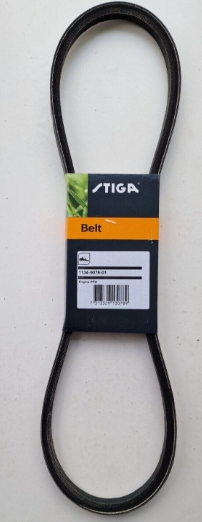 STIGA
Belt
1134-9078-01
Engine PTO